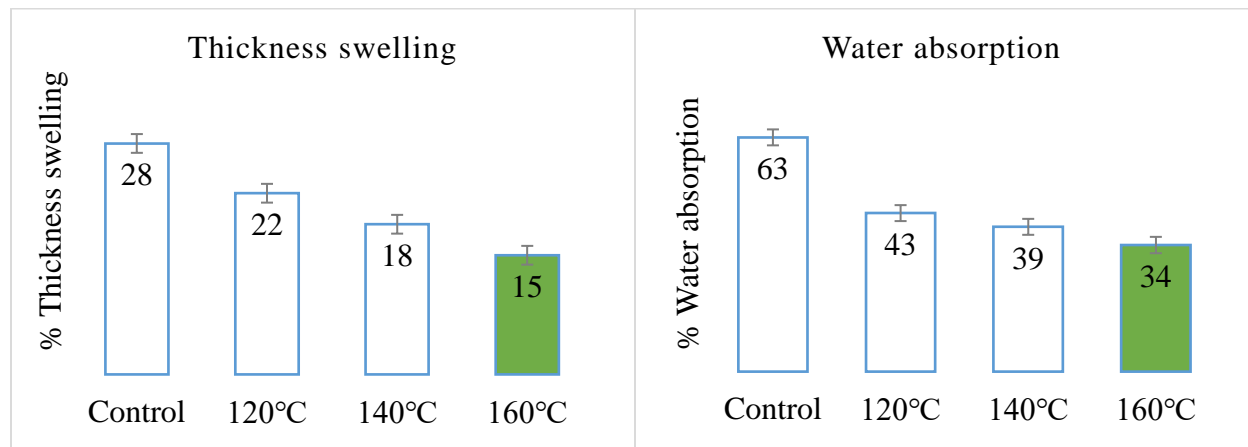 Thickness swelling
% Thickness swelling
28
22
18
15
Control 120°C 140°C 160°C
Water absorption
% Water absorption
63
43
39
34
Control 120°C 140°C 160°C